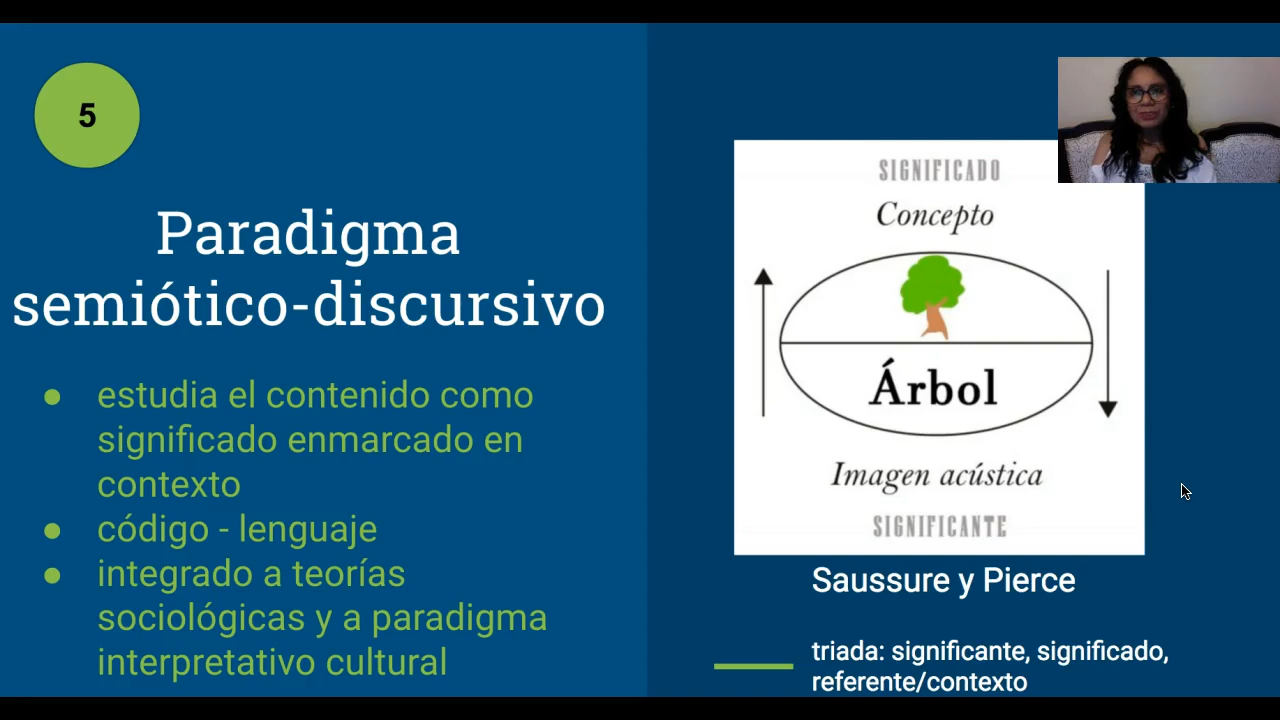 5
Paradigma
semiótico-discursivo
● estudia el contenido como
significado enmarcado en
contexto
● código - lenguaje
● integrado a teorías
sociológicas y a paradigma
interpretativo cultural
SIGNIFICADO
Concepto
Árbol
Imagen acústica
SIGNIFICANTE
Saussure y Pierce
triada: significante, significado,
referente/contexto